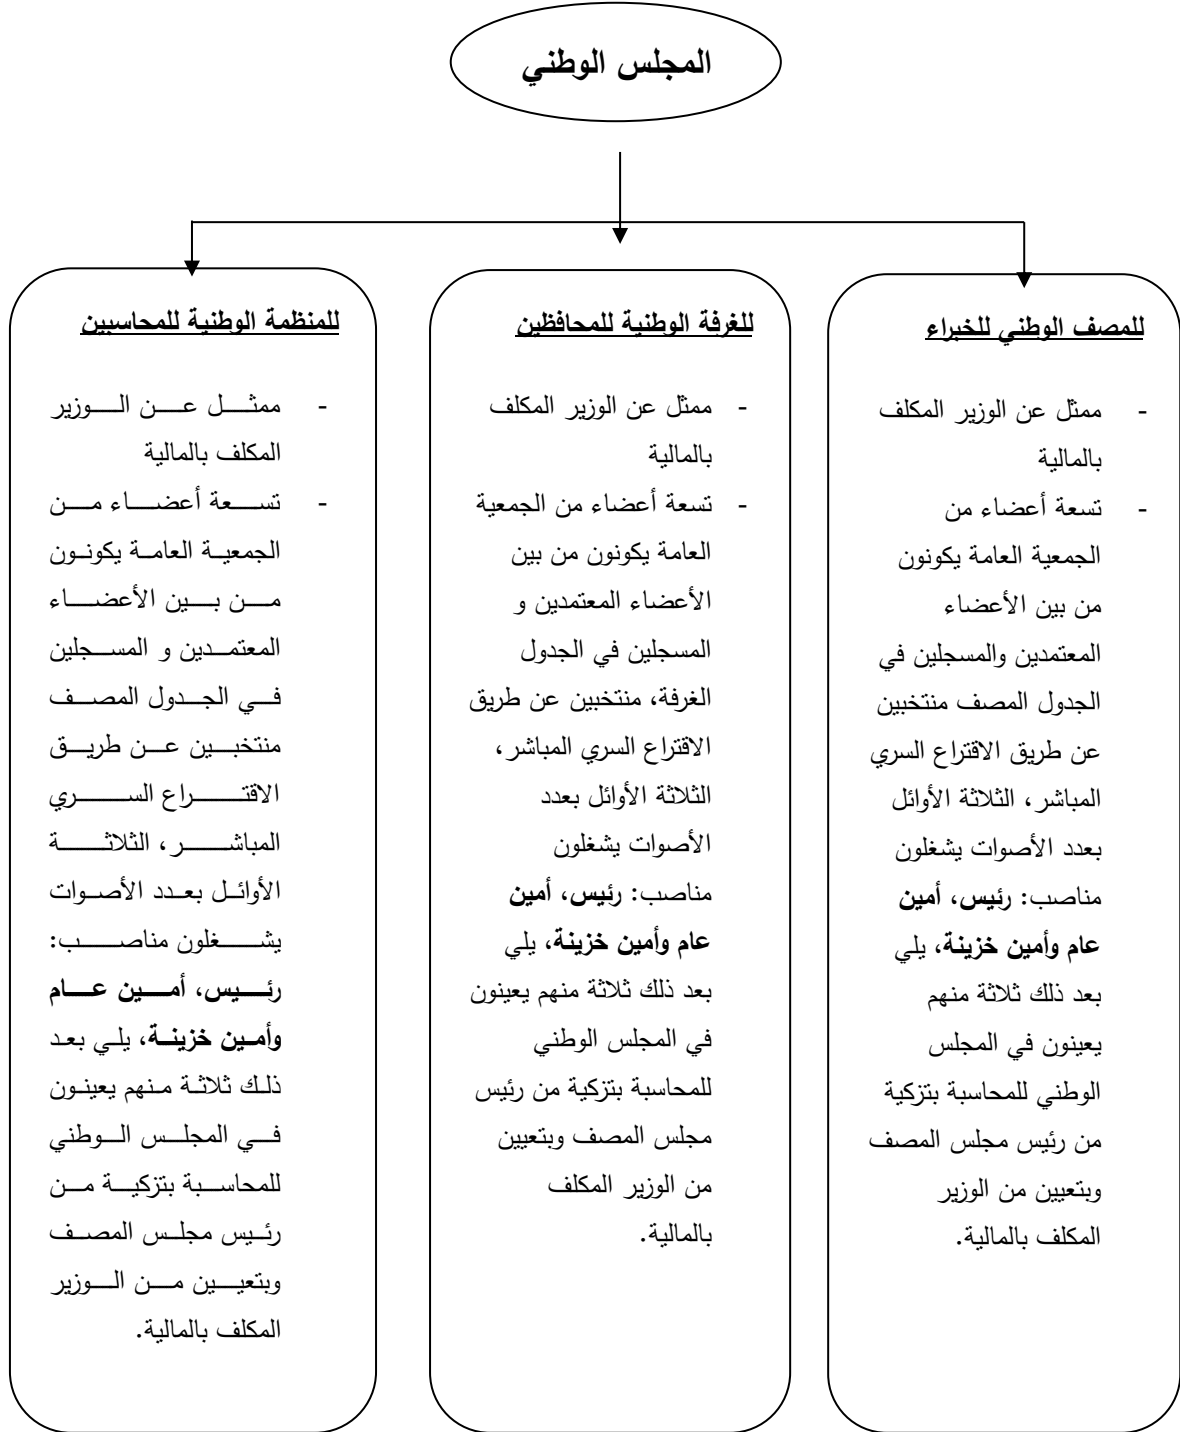 المجلس الوطني
للمصف الوطني للخبراء
- ممثل عن الوزير المكلف
بالمالية
- تسعة أعضاء من
الجمعية العامة يكونون
من بين الأعضاء
المعتمدين والمسجلين في
الجدول المصف منتخبين
عن طريق الاقتراع السري
المباشر، الثلاثة الأوائل
بعدد الأصوات يشغلون
مناصب: رئيس، أمين
عام وأمين خزينة، يلي
بعد ذلك ثلاثة منهم
يعينون في المجلس
الوطني للمحاسبة بتزكية
من رئيس مجلس المصف
وبتعيين من الوزير
المكلف بالمالية.
للغرفة الوطنية للمحافظين
- ممثل عن الوزير المكلف
بالمالية
- تسعة أعضاء من الجمعية
العامة يكونون من بين
الأعضاء المعتمدين و
المسجلين في الجدول
الغرفة، منتخبين عن طريق
الاقتراع السري المباشر،
الثلاثة الأوائل بعدد
الأصوات يشغلون
مناصب: رئيس، أمين
عام وأمين خزينة، يلي
بعد ذلك ثلاثة منهم يعينون
في المجلس الوطني
للمحاسبة بتزكية من رئيس
مجلس المصف وبتعيين
من الوزير المكلف
بالمالية.
للمنظمة الوطنية للمحاسبين
- ممثل عن الوزير
المكلف بالمالية
- تسعة أعضاء من
الجمعية العامة يكونون
من بين الأعضاء
المعتمدين و المسجلين
في الجدول المصف
منتخبين عن طريق
الاقتراع السري
المباشر، الثلاثة
الأوائل بعدد الأصوات
يشغلون مناصب:
رئيس، أمين عام
وأمين خزينة، يلي بعد
ذلك ثلاثة منهم يعينون
في المجلس الوطني
للمحاسبة بتزكية من
رئيس مجلس المصف
وبتعيين من الوزير
المكلف بالمالية.